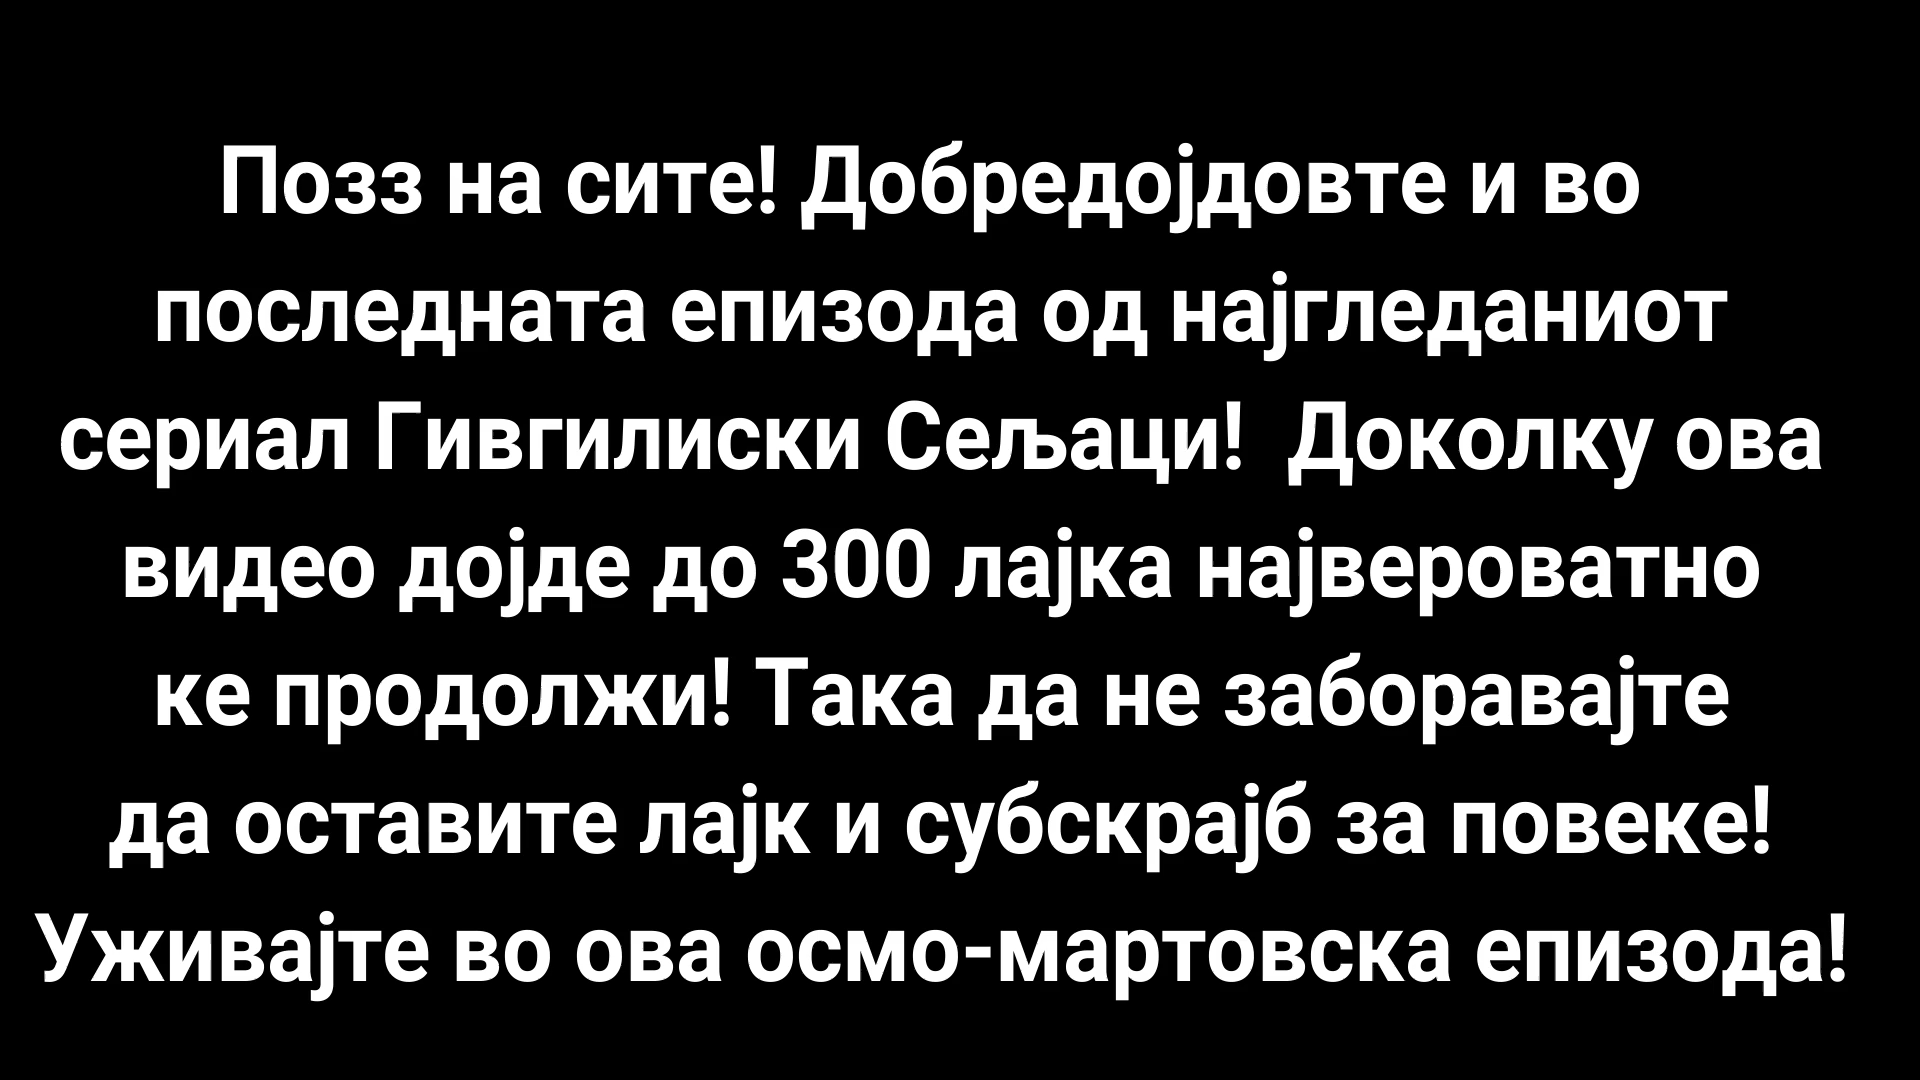 Позз на сите! Добредојдовте и во
последната епизода од најгледаниот
сериал Гивгилиски Сељаци!  Доколку ова
видео дојде до 300 лајка највероватно
ке продолжи! Така да не заборавајте
да оставите лајк и субскрајб за повеке!
Уживајте во ова осмо-мартовска епизода!